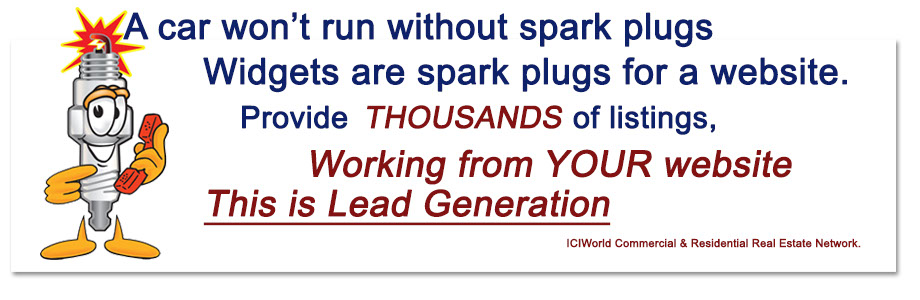 A car won’t run without spark plugs
Widgets are spark plugs for a website.
Provide THOUSANDS of listings,
Working from YOUR website
This is Lead Generation
ICIWorld Commercial & Residential Real Estate Network.